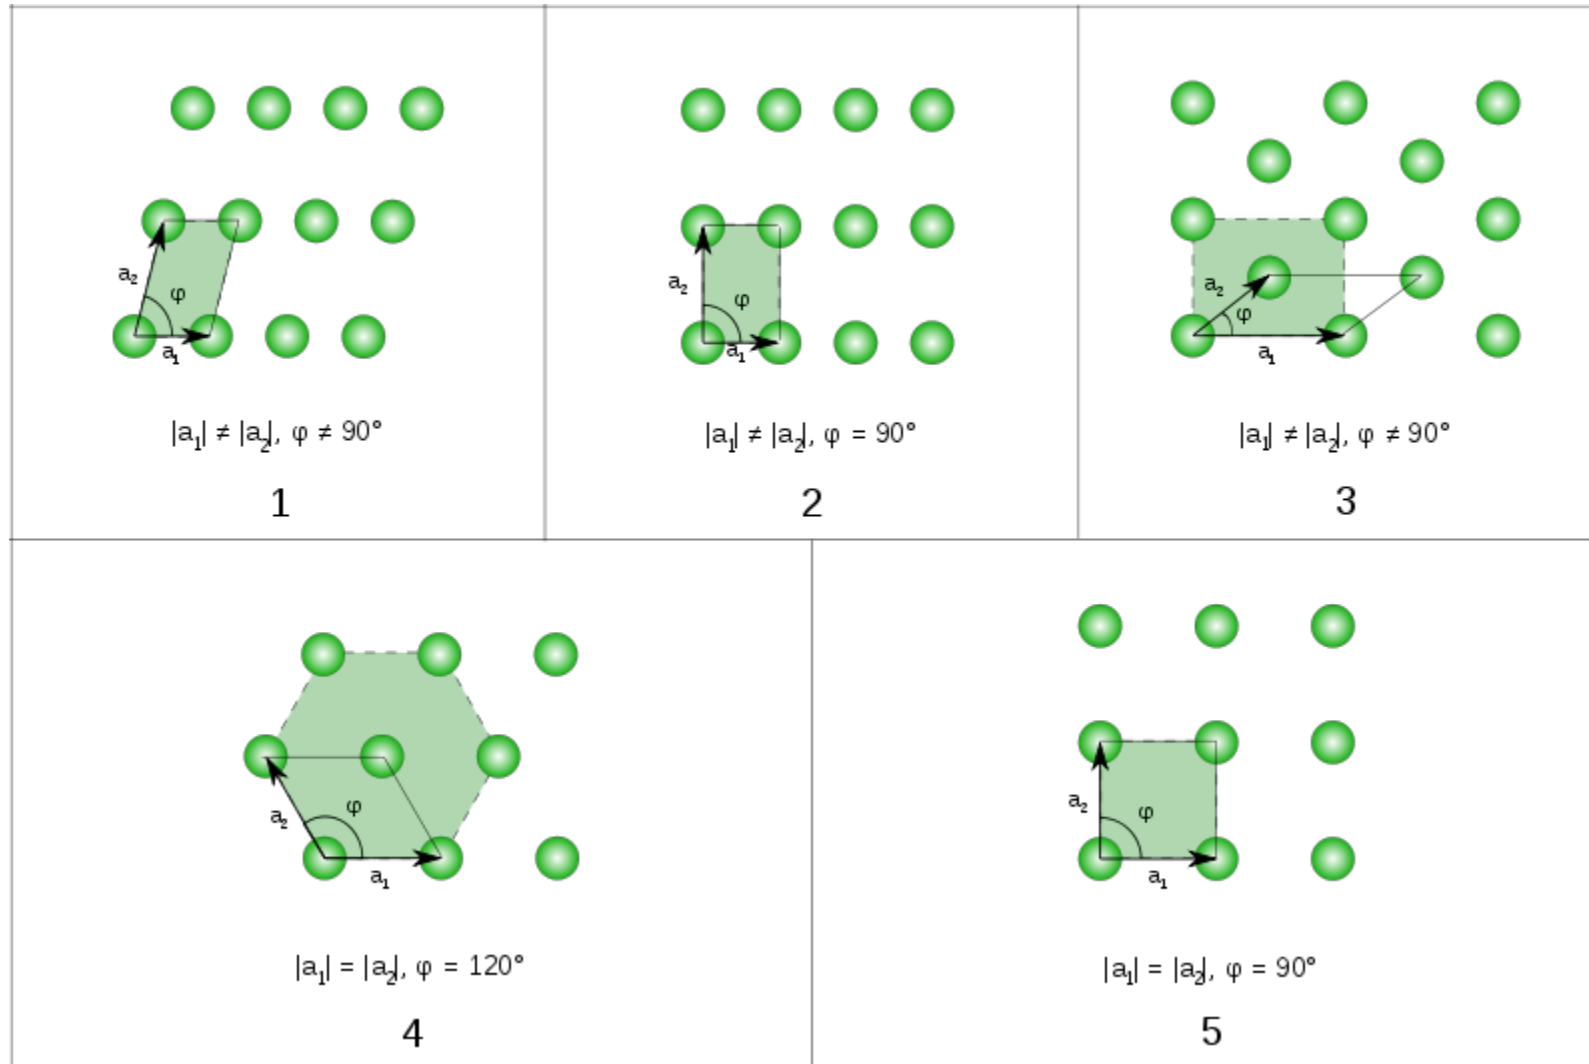 a₂
φ
a₁
|a₁| ≠ |a₂|, φ ≠ 90°
1
a₂
φ
a₁
|a₁| ≠ |a₂|, φ = 90°
2
a₂
φ
a₁
|a₁| ≠ |a₂|, φ ≠ 90°
3
φ
a₂
a₁
|a₁| = |a₂|, φ = 120°
4
a₂
φ
a₁
|a₁| = |a₂|, φ = 90°
5